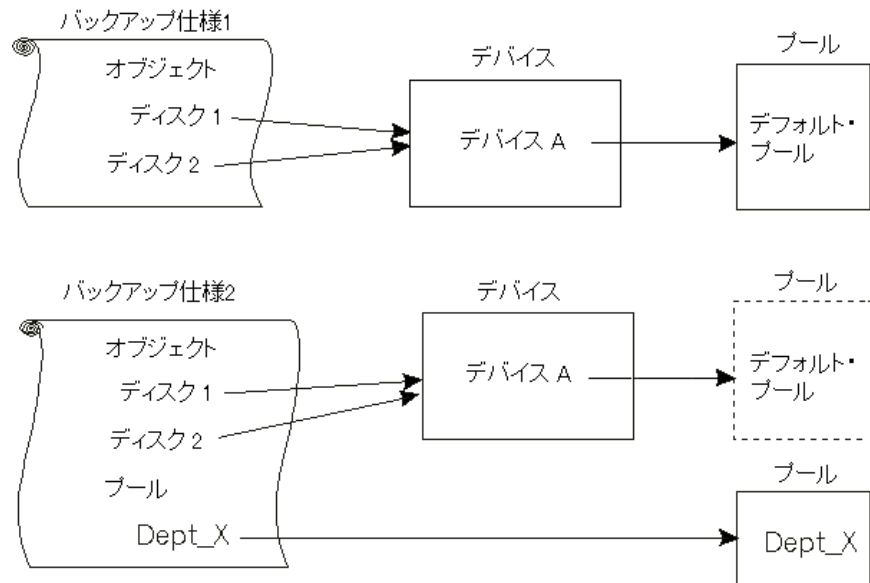 バックアップ仕様1
オブジェクト
ディスク 1
ディスク 2
デバイス
デバイス A
プール
デフォルト・
プール
バックアップ仕様2
オブジェクト
ディスク 1
ディスク 2
プール
Dept_X
デバイス
デバイス A
プール
デフォルト・
プール
プール
Dept_X